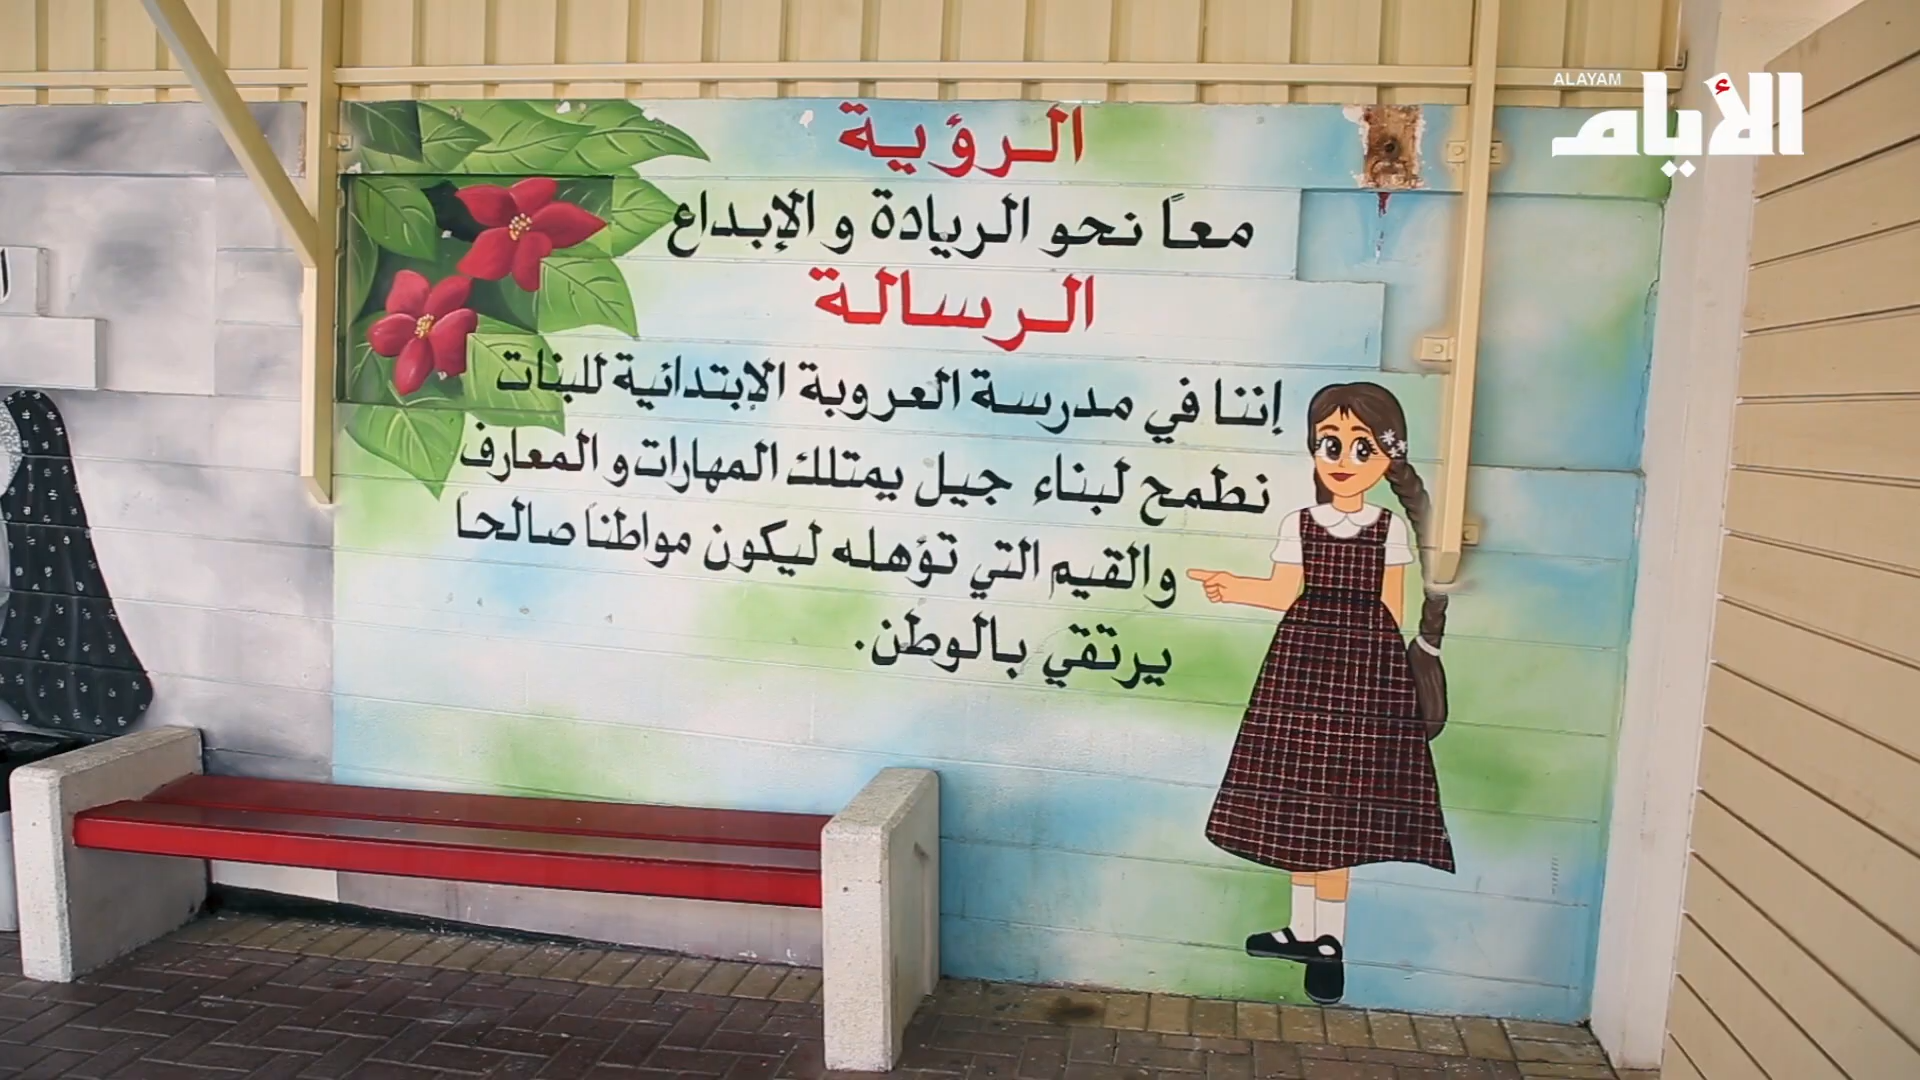 ALAYAM
الأيام
الرؤية
معاً نحو الريادة و الإبداع
الرسالة
إننا في مدرسة العروبة الإبتدائية للبنات
نطمح لبناء جيل يمتلك المهارات و المعارف
والقيم التي تؤهله ليكون مواطناً صالحاً
يرتقي بالوطن.